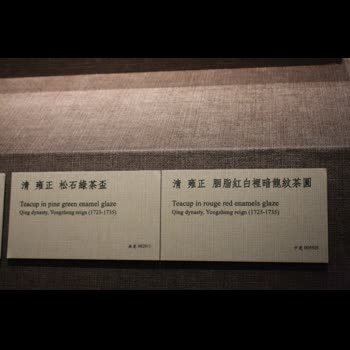 清 雍正 松石綠茶盃
Teacup in pine green enamel glaze
Qing dynasty, Yongzheng reign (1723-1735)
清 雍正 胭脂紅白裡暗龍紋茶圓
Teacup in rouge red enamels glaze
Qing dynasty, Yongzheng reign (1723-1735)